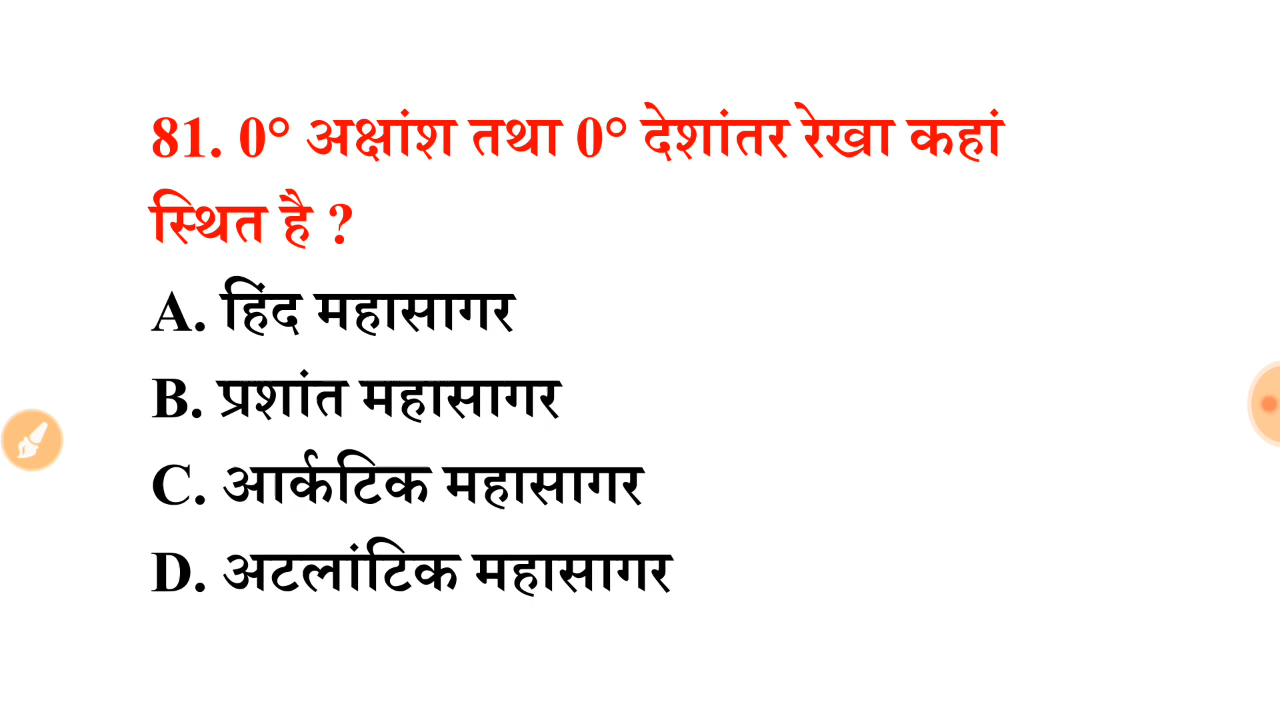 81. 0° अक्षांश तथा 0° देशांतर रेखा कहां
स्थित है ?
A. हिंद महासागर
B. प्रशांत महासागर
C. आर्कटिक महासागर
D. अटलांटिक महासागर